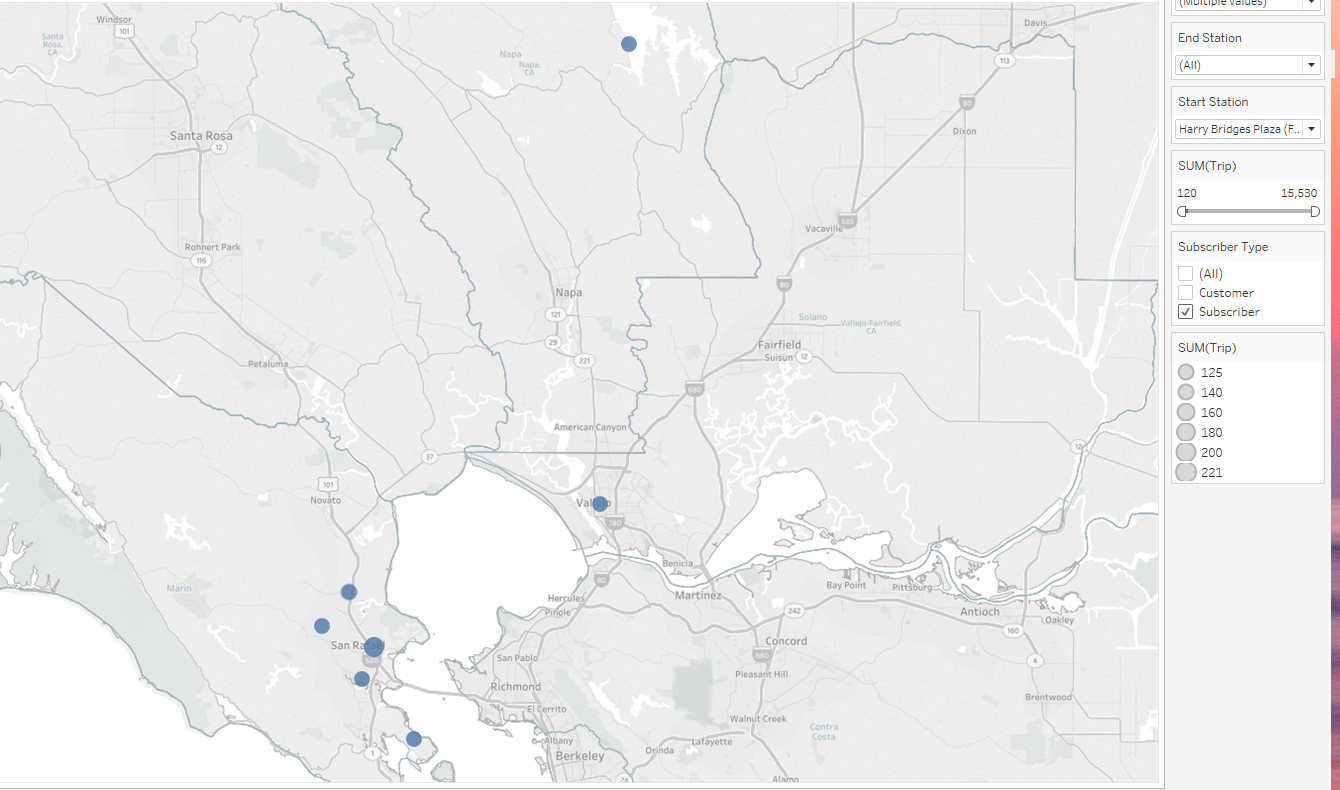 (Multiple values)
End Station
(All)
Start Station
Harry Bridges Plaza (F..
SUM(Trip)
120 15,530
Subscriber Type
(All)
Customer
Subscriber
SUM(Trip)
125
140
160
180
200
221
Windsor
101
Santa
Rosa,
CA
Napa
Napa,
CA
Davis
113
80
Dixon
Santa Rosa
12
505
Vacaville
Rohnert Park
116
80
Napa
121
Solano
Vallejo-Fairfield,
CA
29
221
Fairfield
Suisun
12
Petaluma
680
American Canyon
12
37
101
Novato
Vallejo
780
Benicia
80
Marin
Hercules
Pinole
Martinez
Bay Point
Pittsburg
242
Antioch
Oakley
160
San Rafael
580
Concord
680
San Pablo
4
Pleasant Hill
Richmond
Brentwood
El Cerrito
Walnut Creek
Contra
Costa
Albany
Lafayette
1
Orinda
Berkeley
24
Alamo